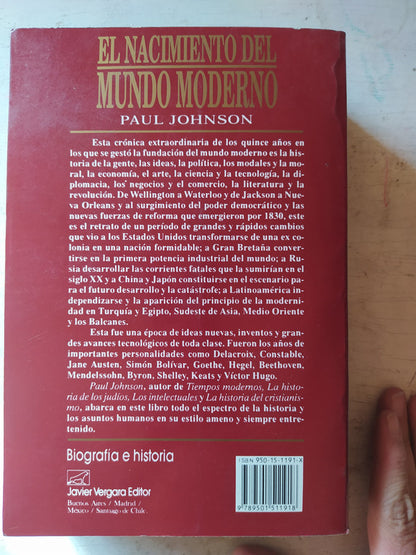 EL NACIMIENTO DEL
MUNDO MODERNO
PAUL JOHNSON
Esta crónica extraordinaria de los quince años en
los que se gestó la fundación del mundo moderno es la his-
toria de la gente, las ideas, la política, los modales y la mo-
ral, la economía, el arte, la ciencia y la tecnología, la di-
plomacia, los negocios y el comercio, la literatura y la
revolución. De Wellington a Waterloo y de Jackson a Nue-
va Orleans y al surgimiento del poder democrático y las
nuevas fuerzas de reforma que emergieron por 1830, este
es el retrato de un período de grandes y rápidos cambios
que vio a los Estados Unidos transformarse de una ex co-
lonia en una nación formidable; a Gran Bretaña conver-
tirse en la primera potencia industrial del mundo; a Ru-
sia desarrollar las corrientes fatales que la sumirían en el
siglo XX y a China y Japón constituirse en el escenario pa-
ra el futuro desarrollo y la catástrofe; a Latinoamérica in-
dependizarse y la aparición del principio de la moderni-
dad en Turquía y Egipto, Sudeste de Asia, Medio Oriente
y los Balcanes.
Esta fue una época de ideas nuevas, inventos y gran-
des avances tecnológicos de toda clase. Fueron los años de
importantes personalidades como Delacroix, Constable,
Jane Austen, Simón Bolívar, Goethe, Hegel, Beethoven,
Mendelssohn, Byron, Shelley, Keats y Víctor Hugo.
Paul Johnson, autor de Tiempos modernos, La histo-
ria de los judíos, Los intelectuales y La historia del cristianis-
mo, abarca en este libro todo el espectro de la historia y
los asuntos humanos en su estilo ameno y siempre entre-
tenido.
Biografía e historia
Javier Vergara Editor
Buenos Aires / Madrid /
México / Santiago de Chile
ISBN 950-15-1191-X
9 789501 511918